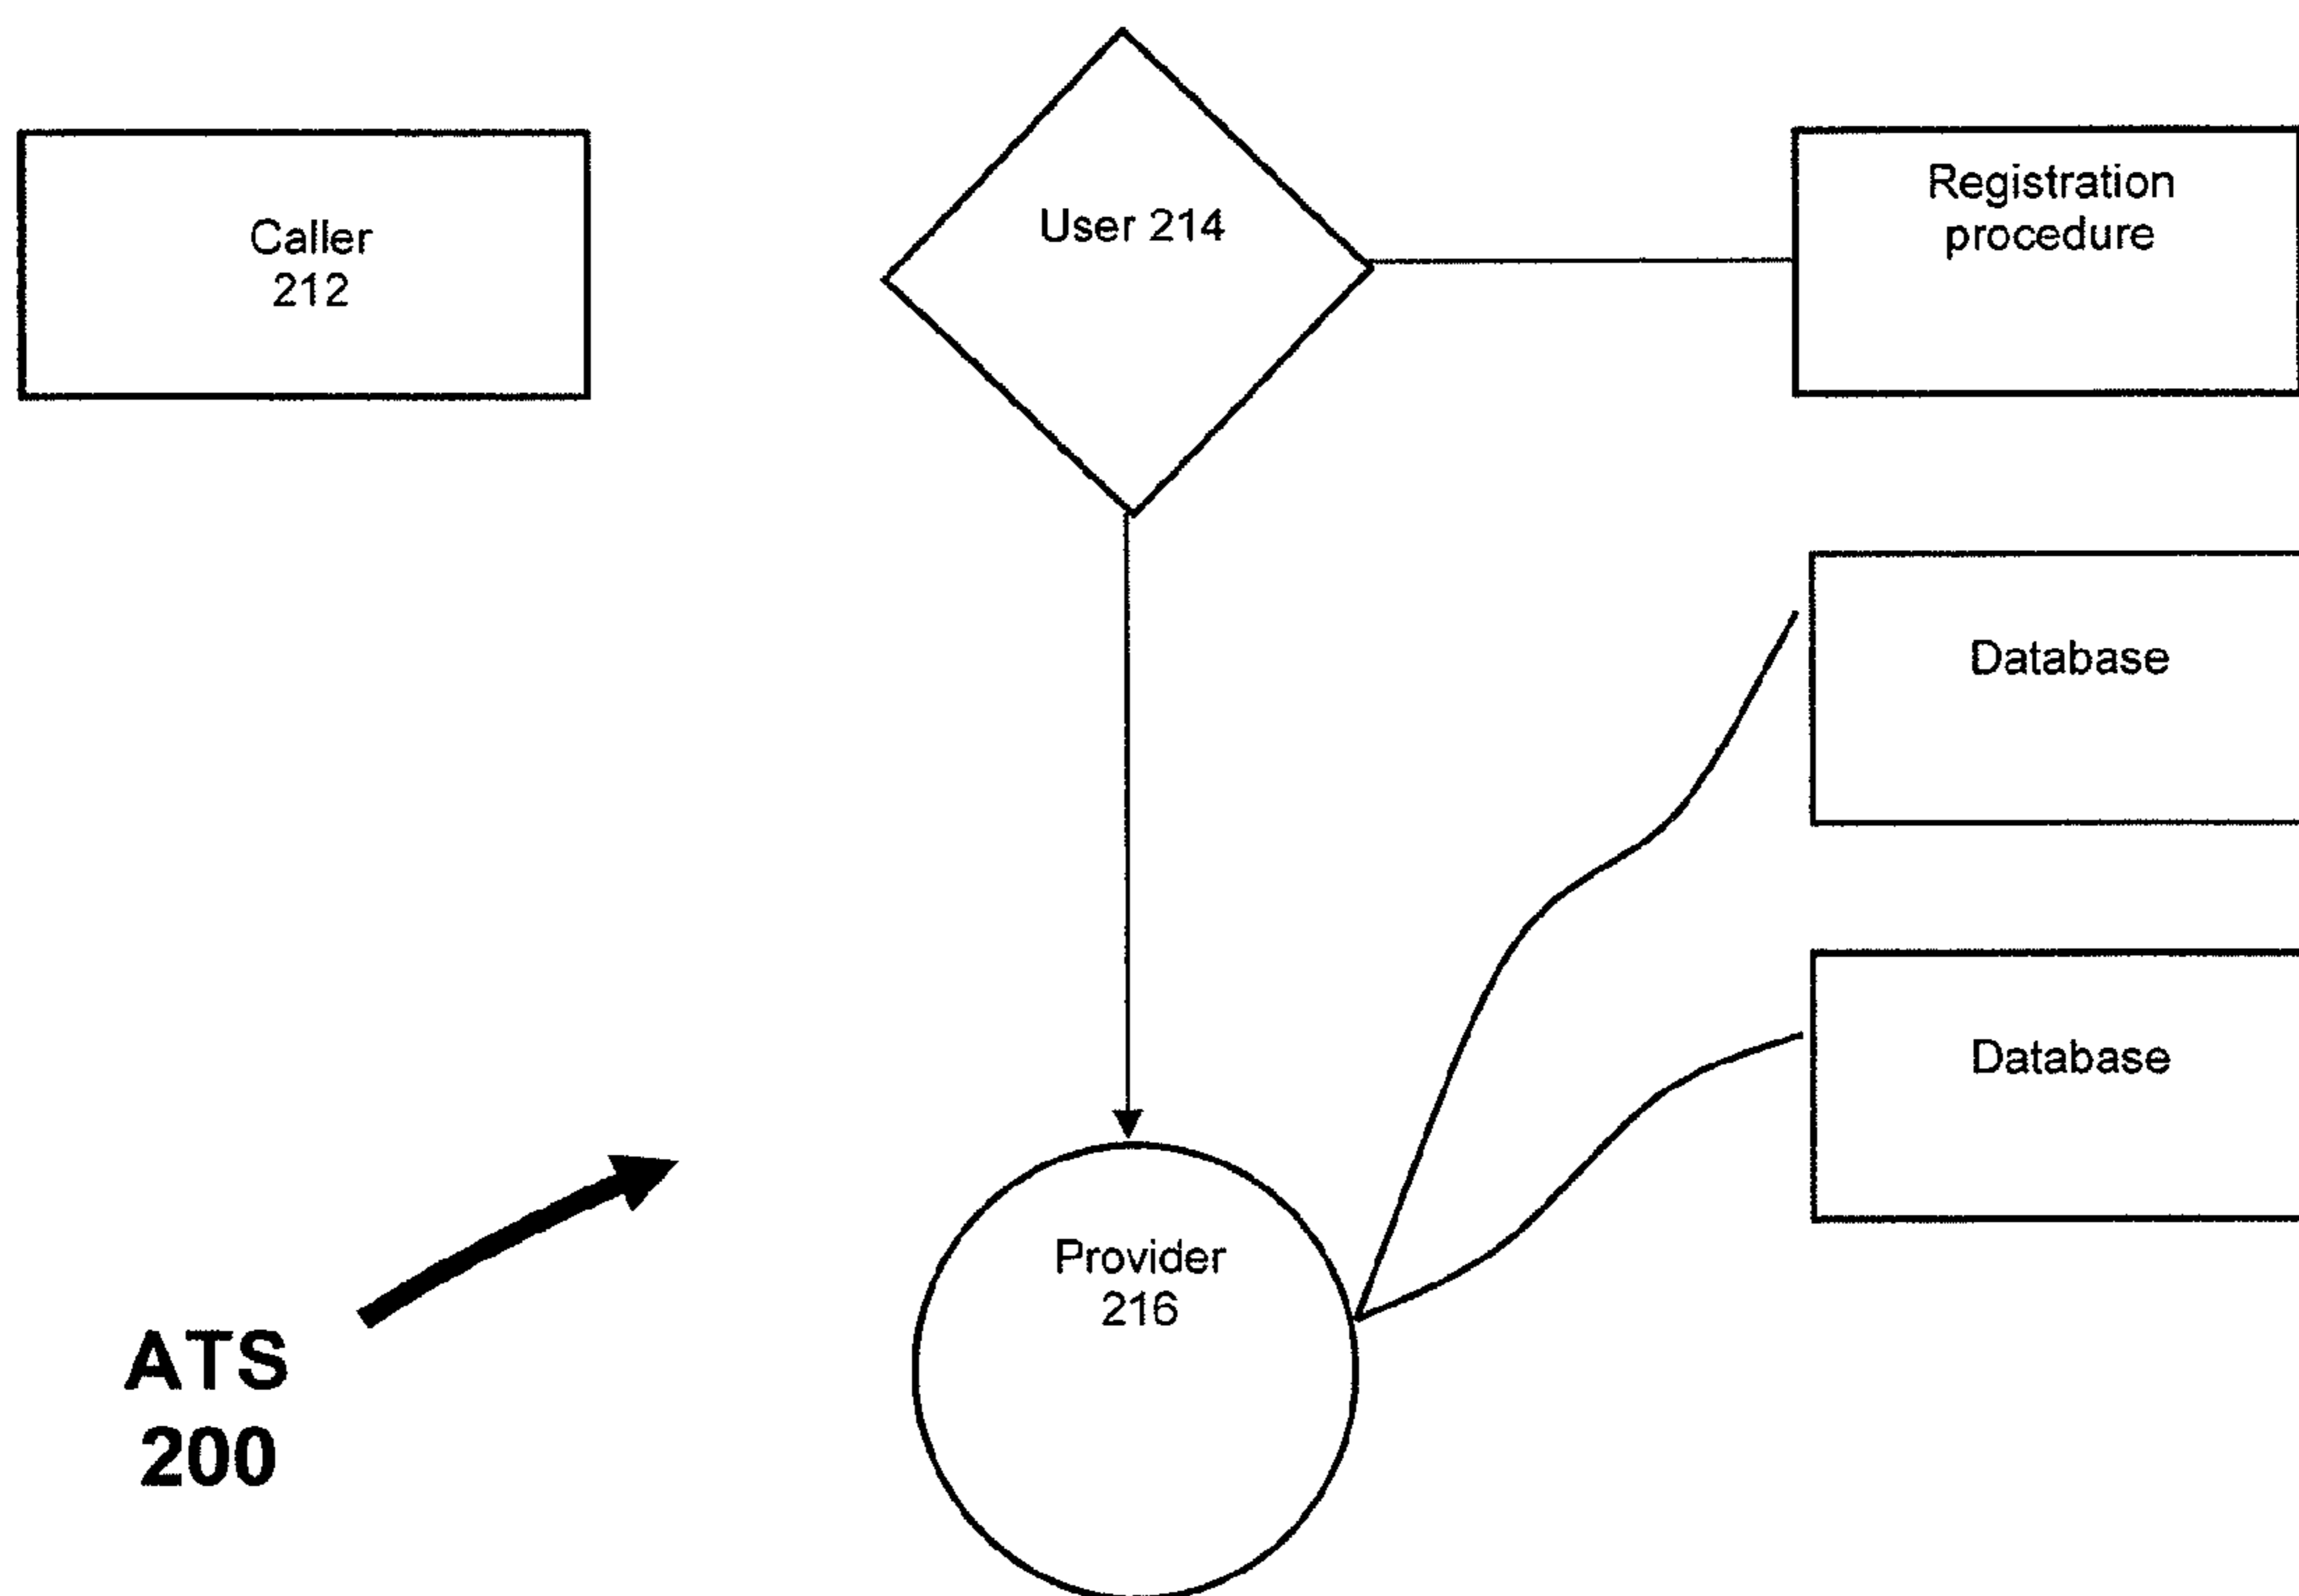 Caller
212
User 214
Registration
procedure
Database
Database
Provider
216
ATS
200